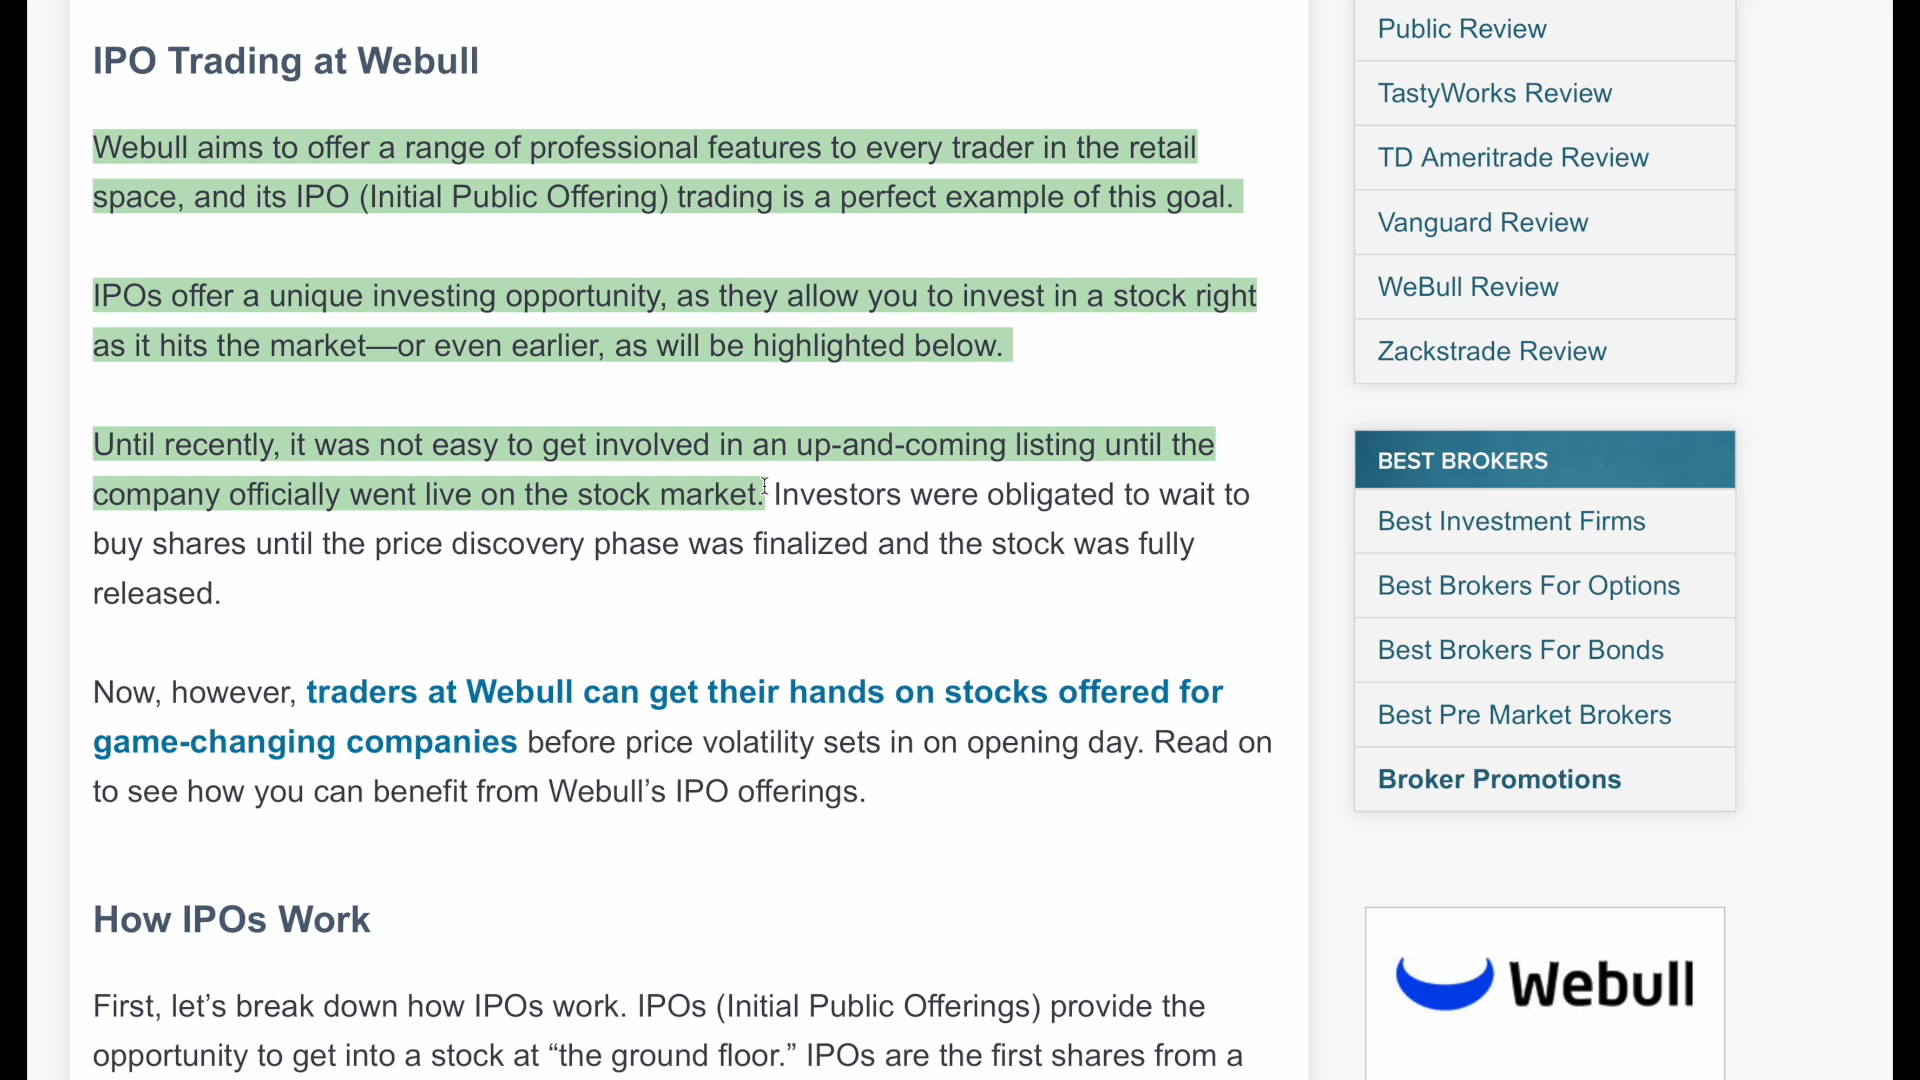 IPO Trading at Webull
Webull aims to offer a range of professional features to every trader in the retail
space, and its IPO (Initial Public Offering) trading is a perfect example of this goal.
IPOs offer a unique investing opportunity, as they allow you to invest in a stock right
as it hits the market—or even earlier, as will be highlighted below.
Until recently, it was not easy to get involved in an up-and-coming listing until the
company officially went live on the stock market. Investors were obligated to wait to
buy shares until the price discovery phase was finalized and the stock was fully
released.
Now, however, traders at Webull can get their hands on stocks offered for
game-changing companies before price volatility sets in on opening day. Read on
to see how you can benefit from Webull’s IPO offerings.
How IPOs Work
First, let’s break down how IPOs work. IPOs (Initial Public Offerings) provide the
opportunity to get into a stock at “the ground floor.” IPOs are the first shares from a
Public Review
TastyWorks Review
TD Ameritrade Review
Vanguard Review
WeBull Review
Zackstrade Review
BEST BROKERS
Best Investment Firms
Best Brokers For Options
Best Brokers For Bonds
Best Pre Market Brokers
Broker Promotions
Webull